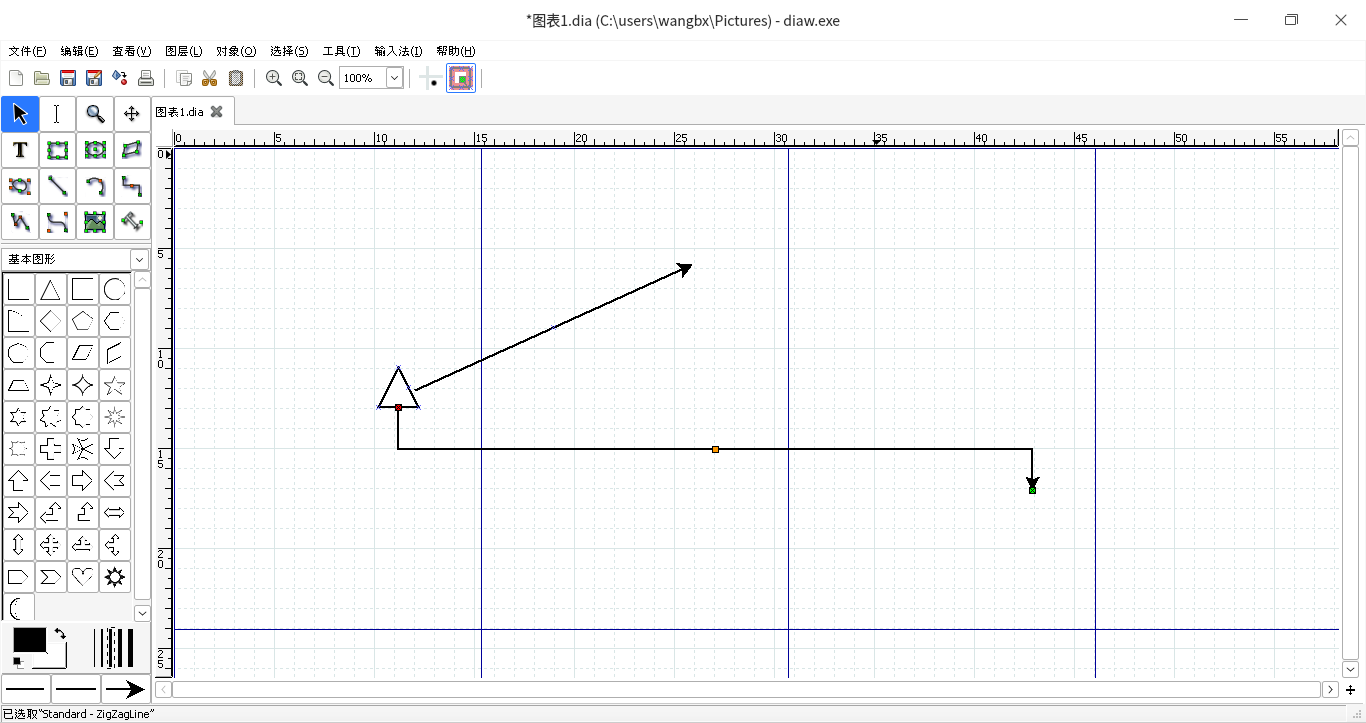 *图表1.dia (C:\users\wangbx\Pictures) - diaw.exe
文件(F) 编辑(E) 查看(V) 图层(L) 对象(O) 选择(S) 工具(T) 输入法(I) 帮助(H)
100%
图表1.dia
0 5 10 15 20 25 30 35 40 45 50 55
T
0
5
10
15
20
25
基本图形
已选取"Standard - ZigZagLine"